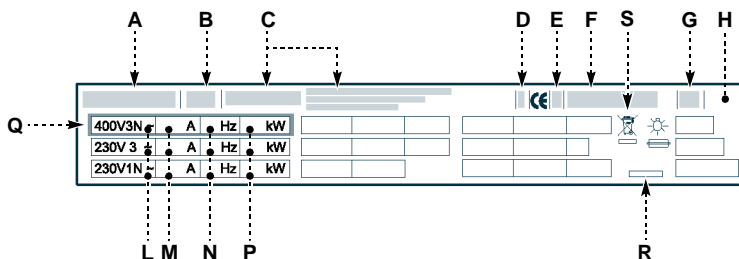 A B C D E F S G H
CE
Q
400V3N ~ A Hz kW
230V 3 ~ A Hz kW
230V1N ~ A Hz kW
L M N P R